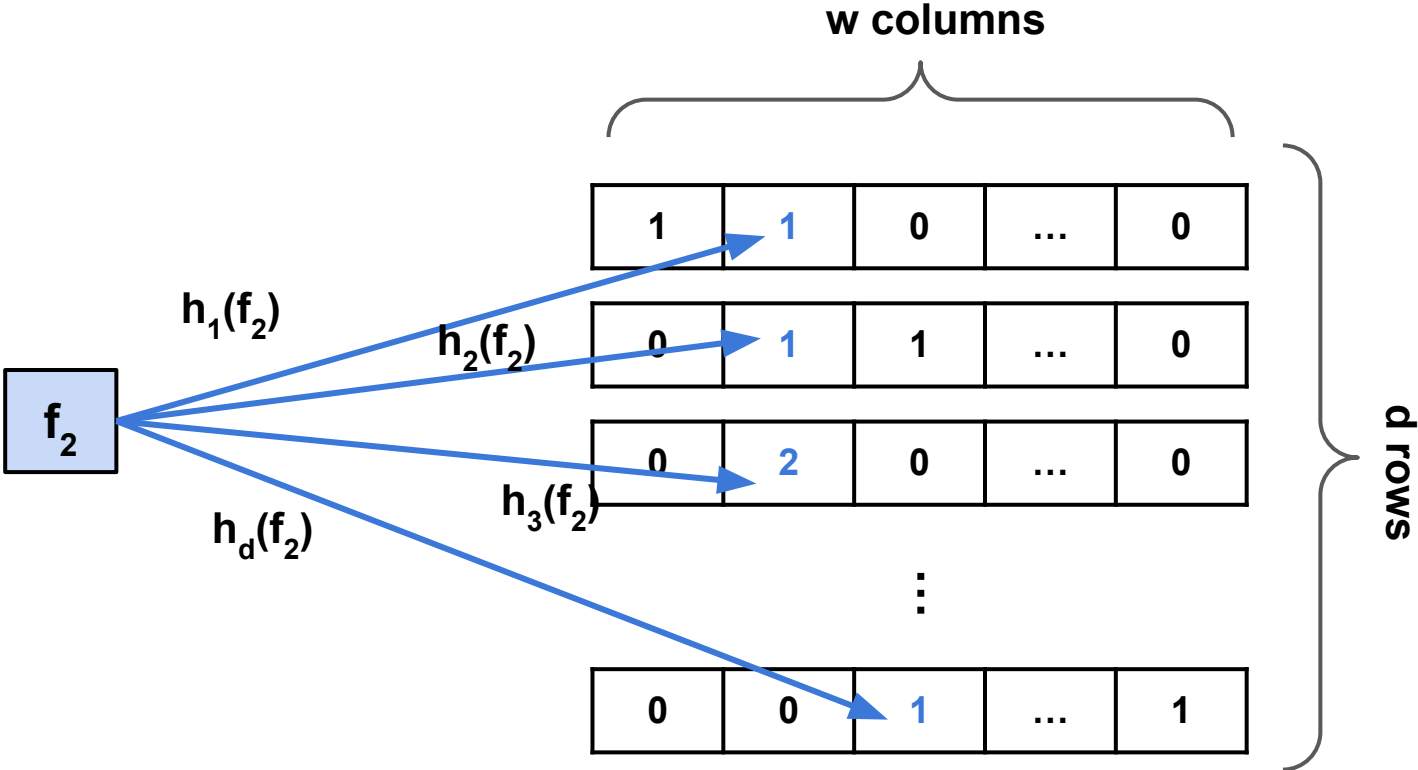 w columns
1 1 0 ... 0
h₁(f₂)
0 1 1 ... 0
h₂(f₂)
f₂
0 2 0 ... 0
h₃(f₂)
h_d(f₂)
⋮
0 0 1 ... 1
d rows